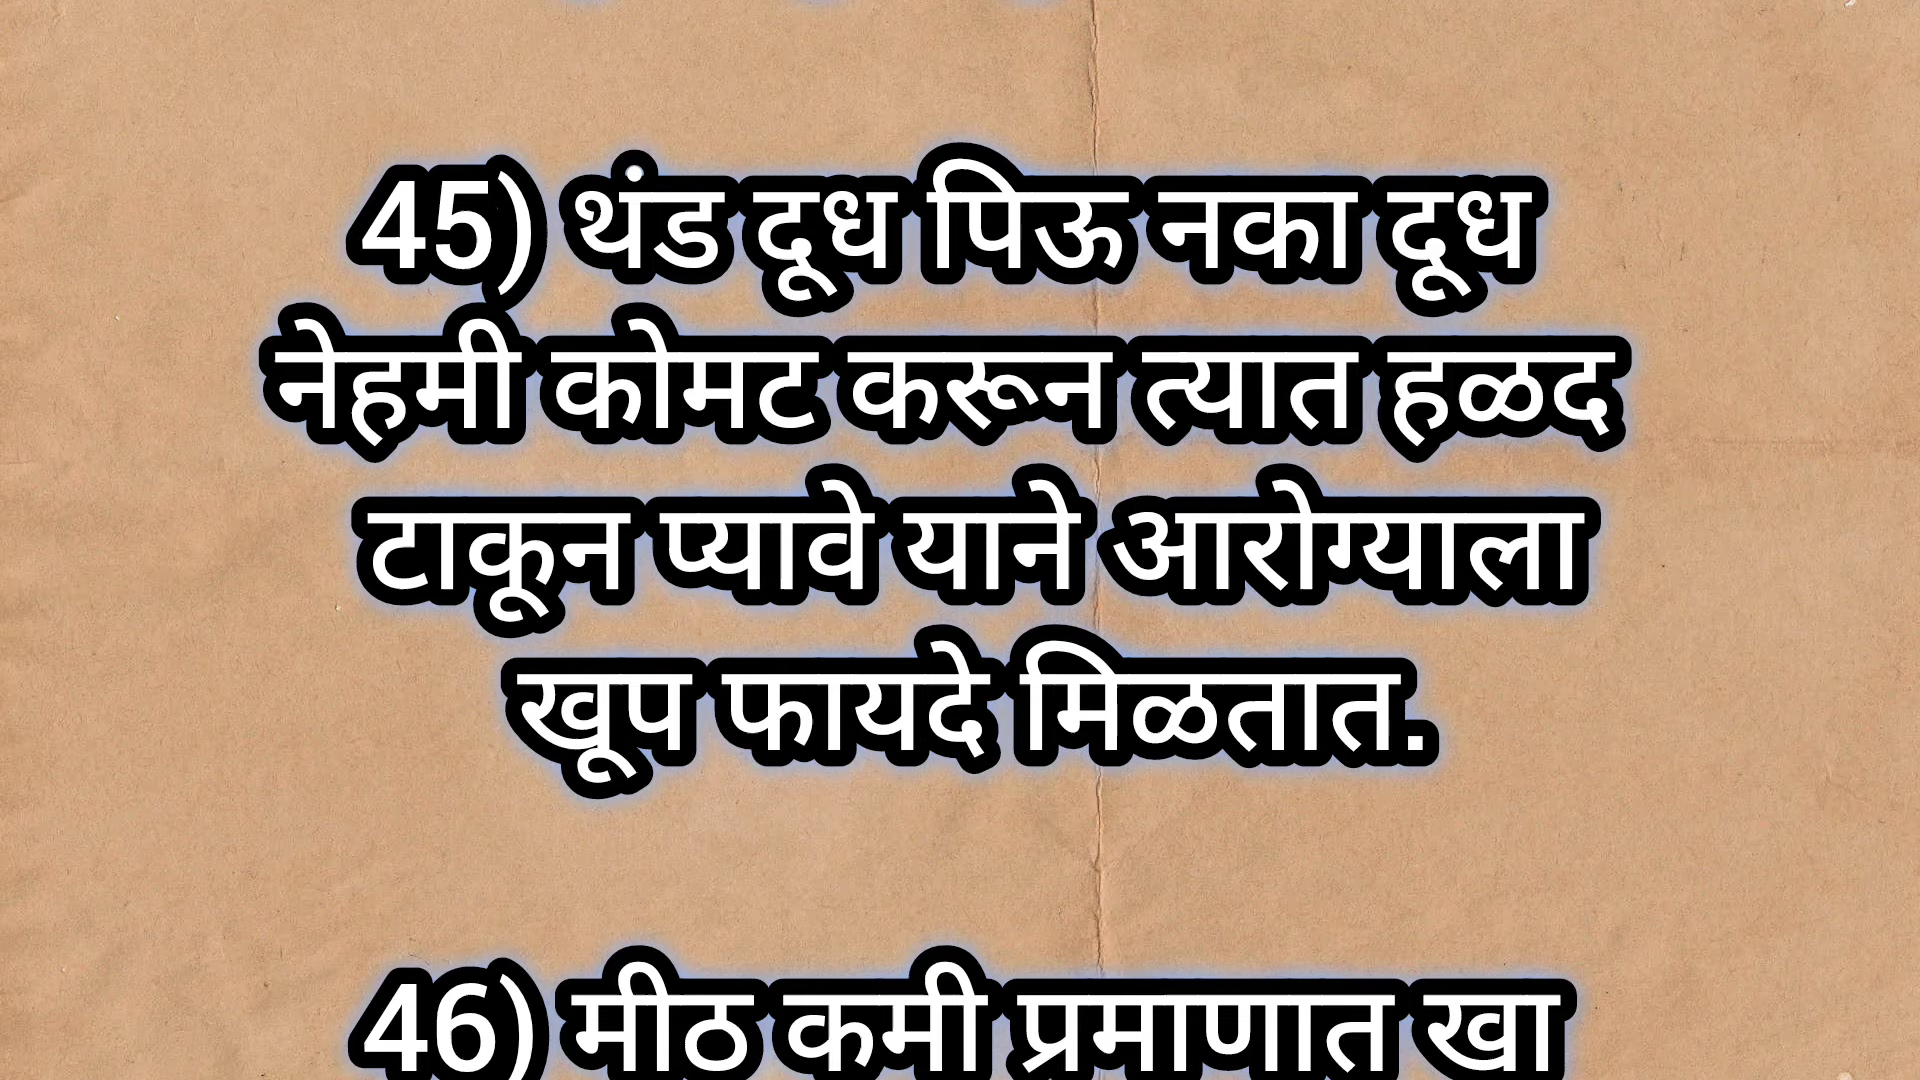 45) थंड दूध पिऊ नका दूध
नेहमी कोमट करून त्यात हळद
टाकून प्यावे याने आरोग्याला
खूप फायदे मिळतात.
46) मीठ कमी प्रमाणात खा